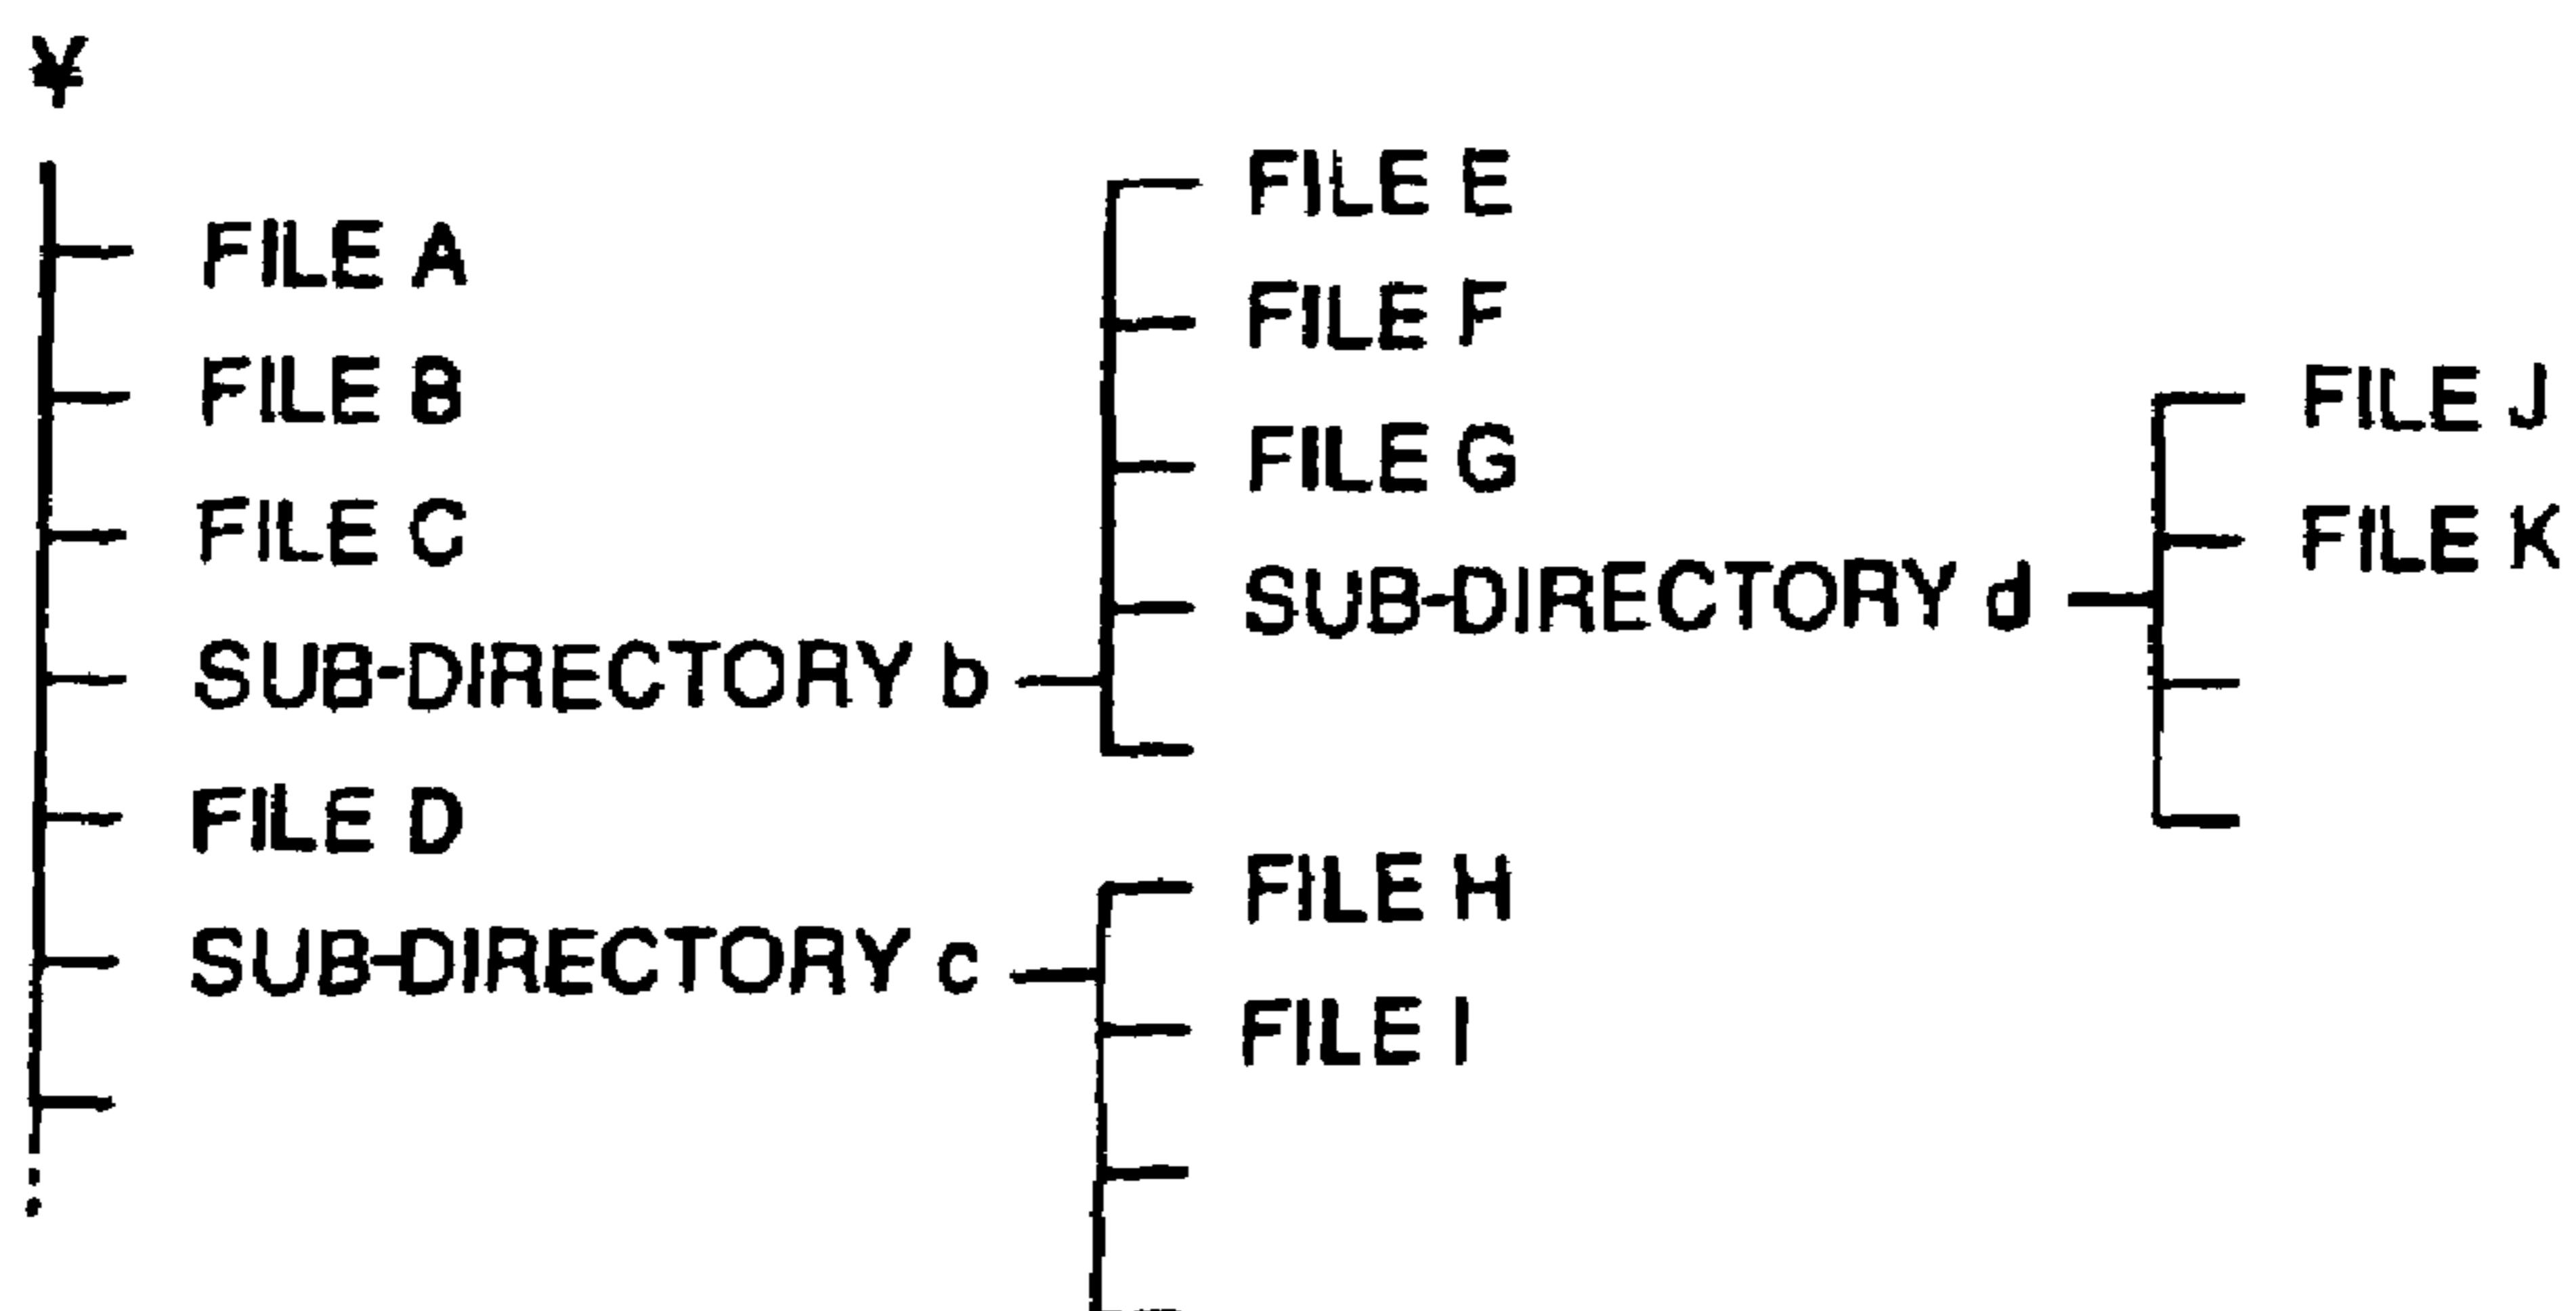 ¥
FILE A
FILE B
FILE C
SUB-DIRECTORY b
FILE D
SUB-DIRECTORY c
FILE E
FILE F
FILE G
SUB-DIRECTORY d
FILE H
FILE I
FILE J
FILE K